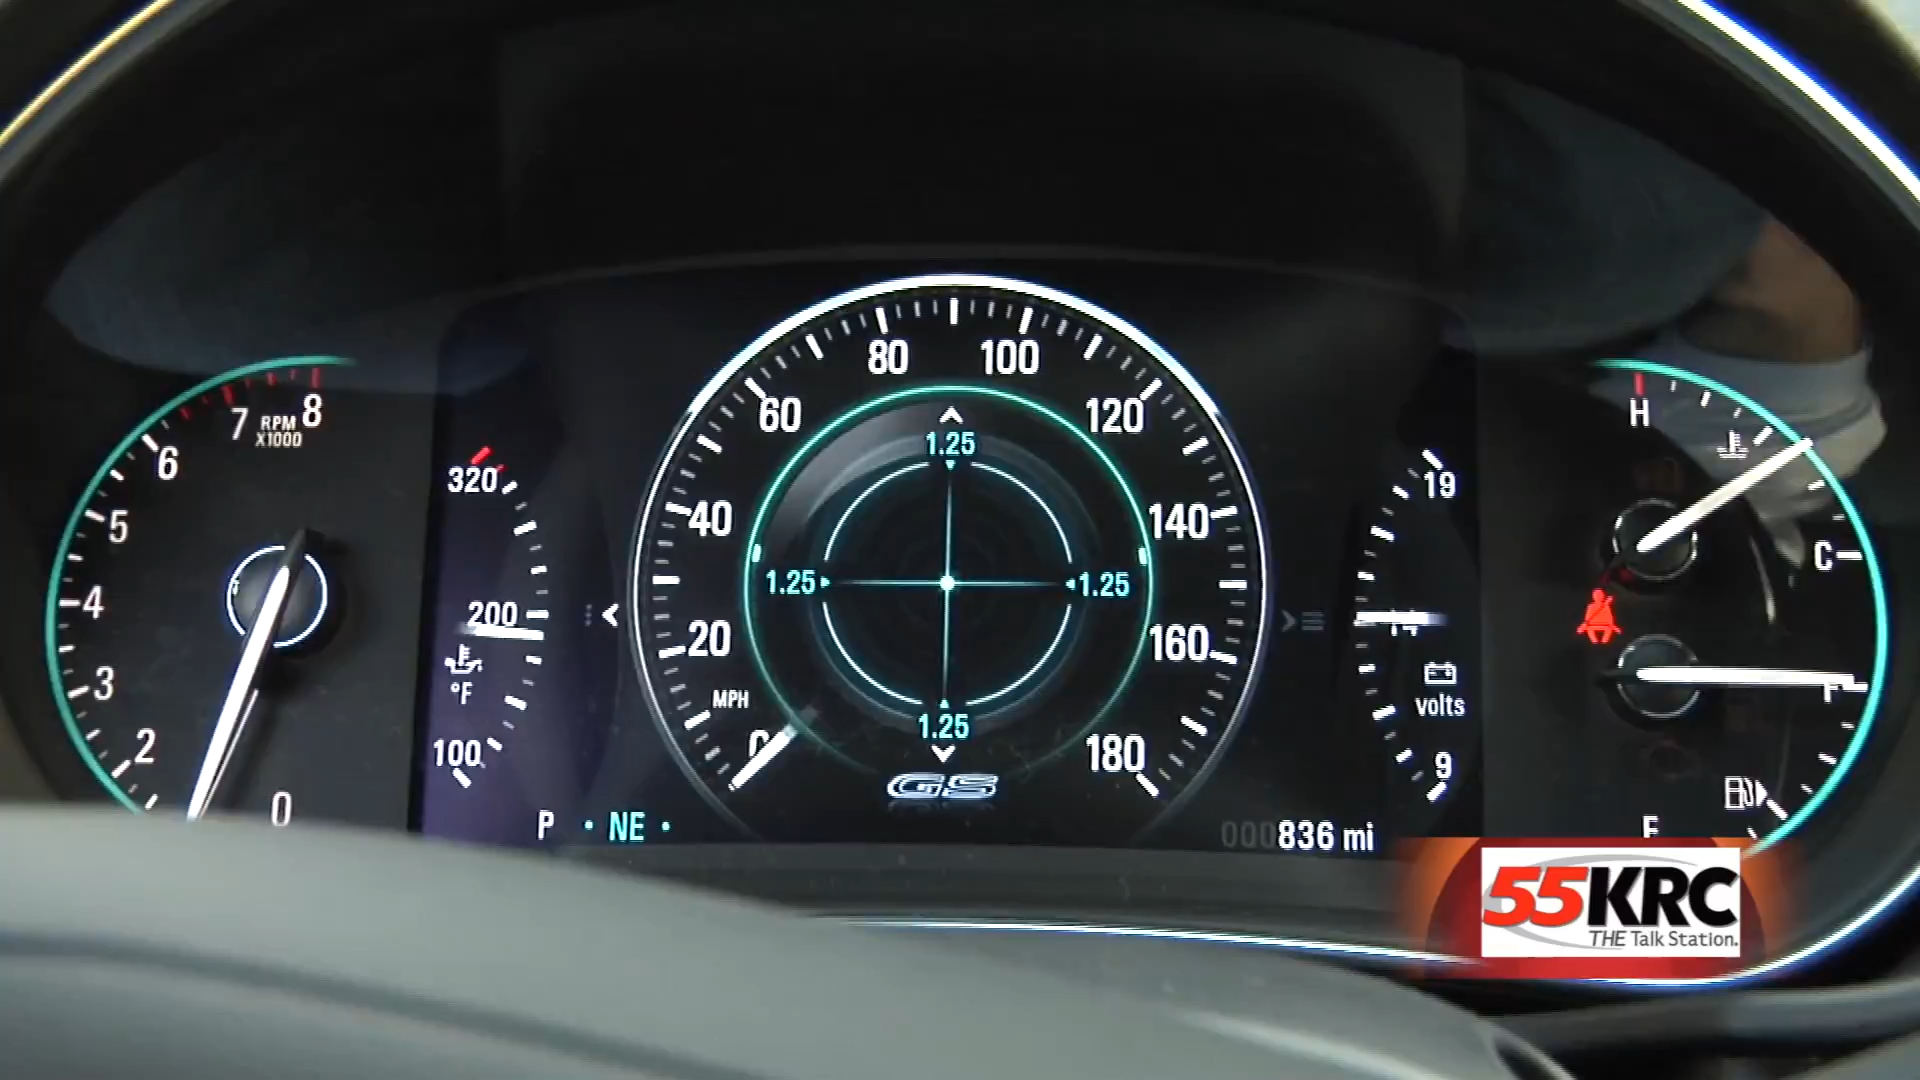 80 100
60 120
40 140
20 160
MPH
0 180
1.25
1.25 1.25
1.25
GS
7 RPM 8
X1000
6
5
4
3
2
0
320
200
°F
100
P · NE ·
19
14
volts
9
000836 mi
H
C
F
E
55KRC
THE Talk Station.